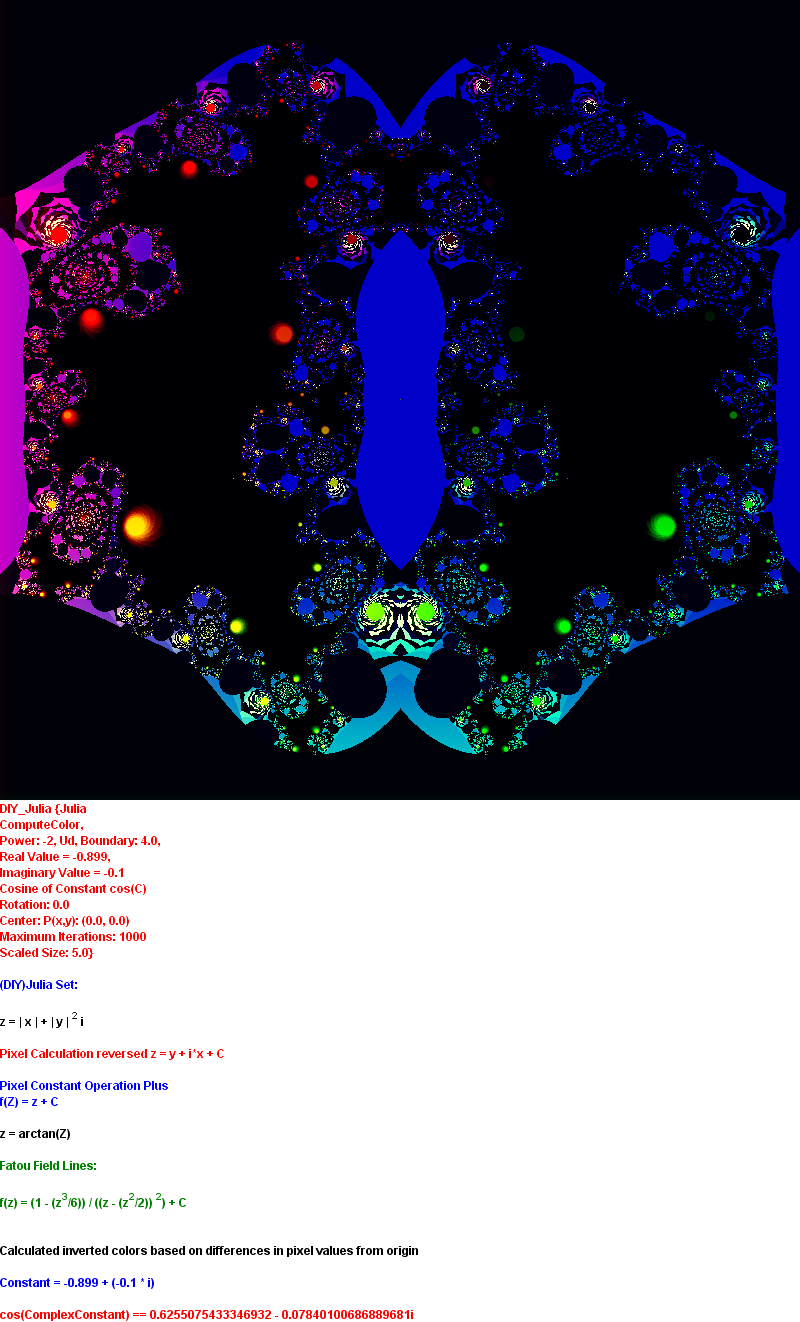 DIY_Julia {Julia
ComputeColor,
Power: -2, Ud, Boundary: 4.0,
Real Value = -0.899,
Imaginary Value = -0.1
Cosine of Constant cos(C)
Rotation: 0.0
Center: P(x,y): (0.0, 0.0)
Maximum Iterations: 1000
Scaled Size: 5.0}
(DIY)Julia Set:
z = | x | + | y | ² i
Pixel Calculation reversed z = y + i*x + C
Pixel Constant Operation Plus
f(Z) = z + C
z = arctan(Z)
Fatou Field Lines:
f(z) = (1 - (z³/6)) / ((z - (z²/2)) ²) + C
Calculated inverted colors based on differences in pixel values from origin
Constant = -0.899 + (-0.1 * i)
cos(ComplexConstant) == 0.6255075433346932 - 0.07840100686889681i